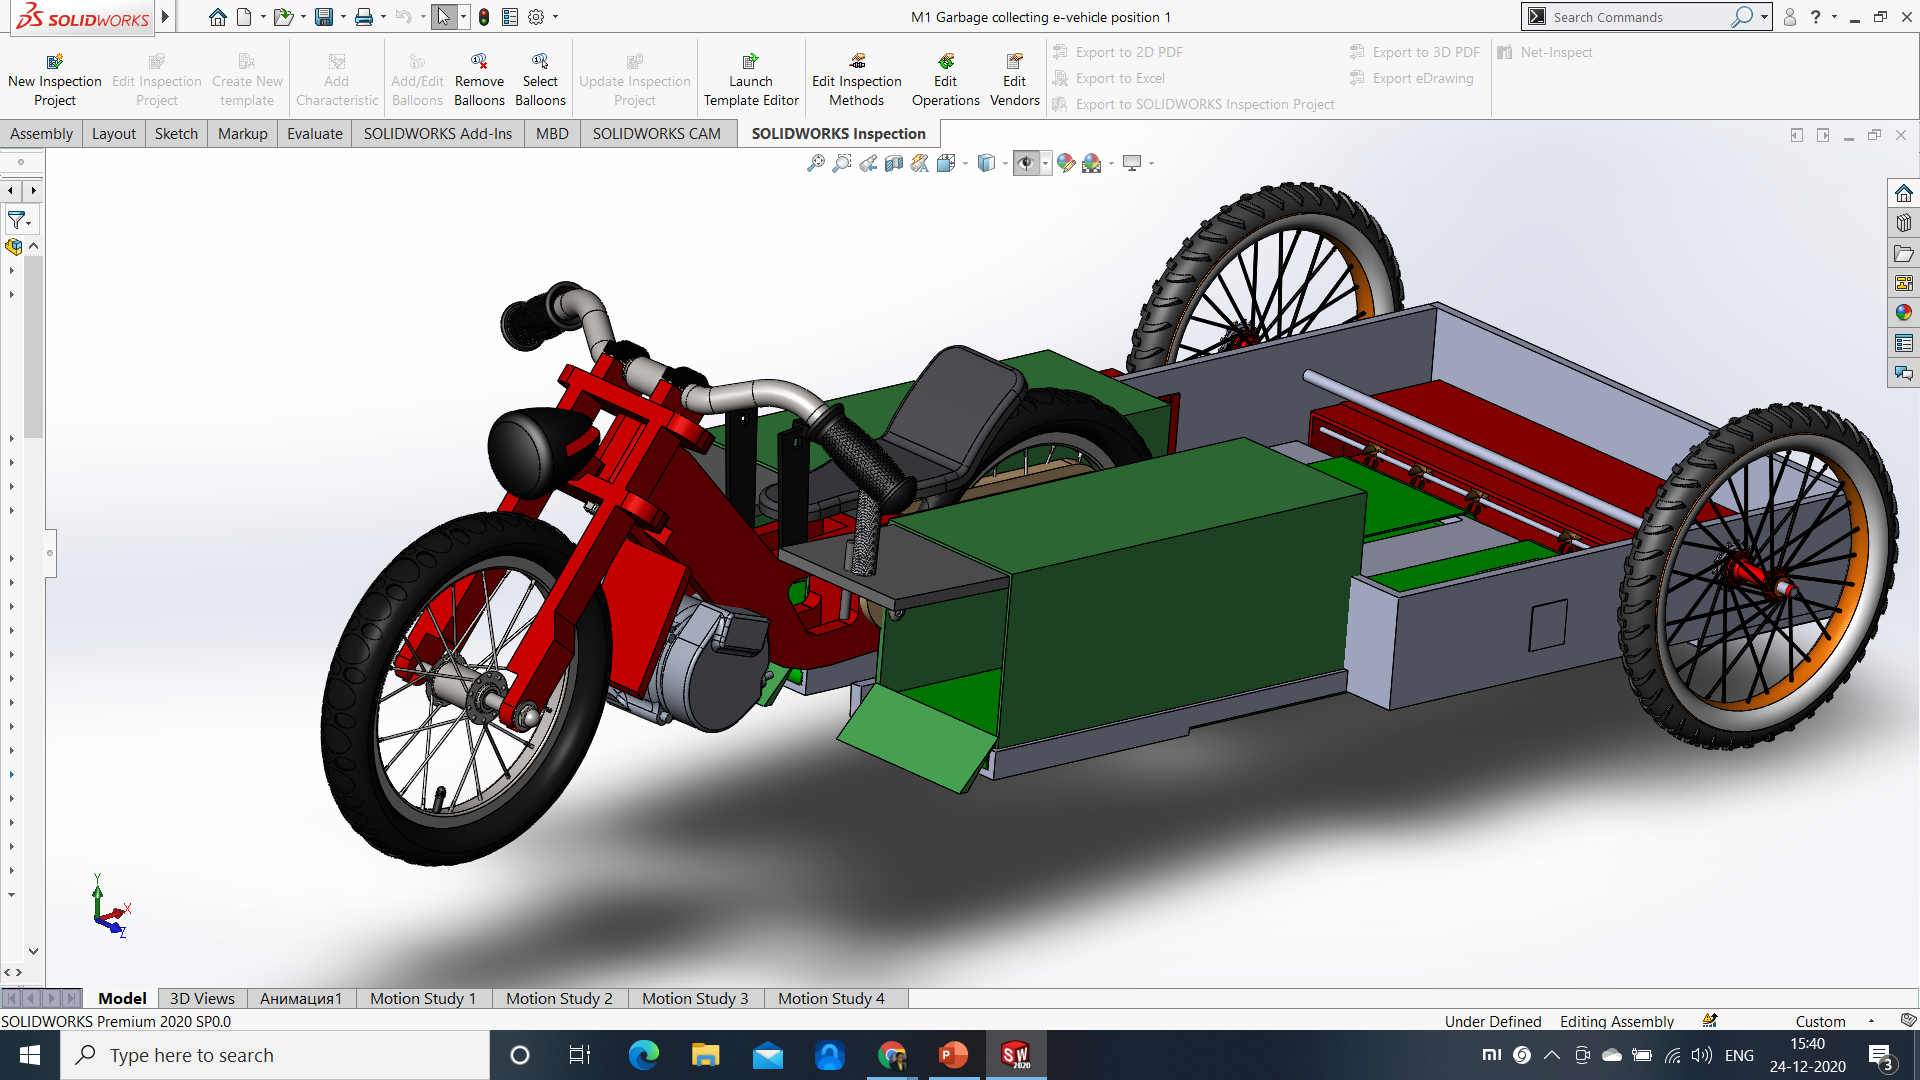 SOLIDWORKS
M1 Garbage collecting e-vehicle position 1
Search Commands
?
New Inspection Project
Edit Inspection Project
Create New template
Add Characteristic
Add/Edit Balloons
Remove Balloons
Select Balloons
Update Inspection Project
Launch Template Editor
Edit Inspection Methods
Edit Operations
Edit Vendors
Export to 2D PDF
Export to Excel
Export to SOLIDWORKS Inspection Project
Export to 3D PDF
Export eDrawing
Net-Inspect
Assembly
Layout
Sketch
Markup
Evaluate
SOLIDWORKS Add-Ins
MBD
SOLIDWORKS CAM
SOLIDWORKS Inspection
Y
X
Z
Model
3D Views
Анимация1
Motion Study 1
Motion Study 2
Motion Study 3
Motion Study 4
SOLIDWORKS Premium 2020 SP0.0
Under Defined
Editing Assembly
Custom
Type here to search
P
SW
2020
mi
ENG
15:40
24-12-2020
3